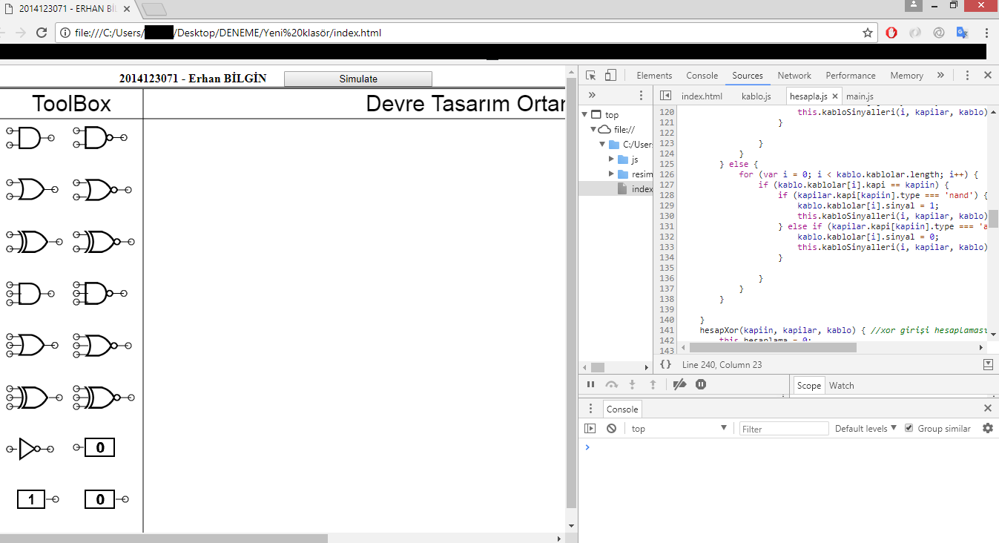 2014123071 - ERHAN Bİ
file:///C:/Users/ /Desktop/DENEME/Yeni%20klasör/index.html
2014123071 - Erhan BİLGİN
Simulate
ToolBox
Devre Tasarım Ortam
0
1
0
Elements Console Sources Network Performance Memory
index.html kablo.js hesapla.js main.js
top
file://
C:/User
js
resim
index
120 this.kabloSinyalleri(i, kapilar, kablo)
121 }
122
123 }
124 }
125 } else {
126 for (var i = 0; i < kablo.kablolar.length; i++) {
127 if (kablo.kablolar[i].kapi == kapiin) {
128 if (kapilar.kapi[kapiin].type === 'nand') {
129 kablo.kablolar[i].sinyal = 1;
130 this.kabloSinyalleri(i, kapilar, kablo)
131 } else if (kapilar.kapi[kapiin].type === 'a
132 kablo.kablolar[i].sinyal = 0;
133 this.kabloSinyalleri(i, kapilar, kablo)
134 }
135
136 }
137 }
138 }
139
140 }
141 hesapXor(kapiin, kapilar, kablo) { //xor girişi hesaplaması
142 this.hesaplama = 0;
143
{} Line 240, Column 23
Scope Watch
Console
top Filter Default levels Group similar